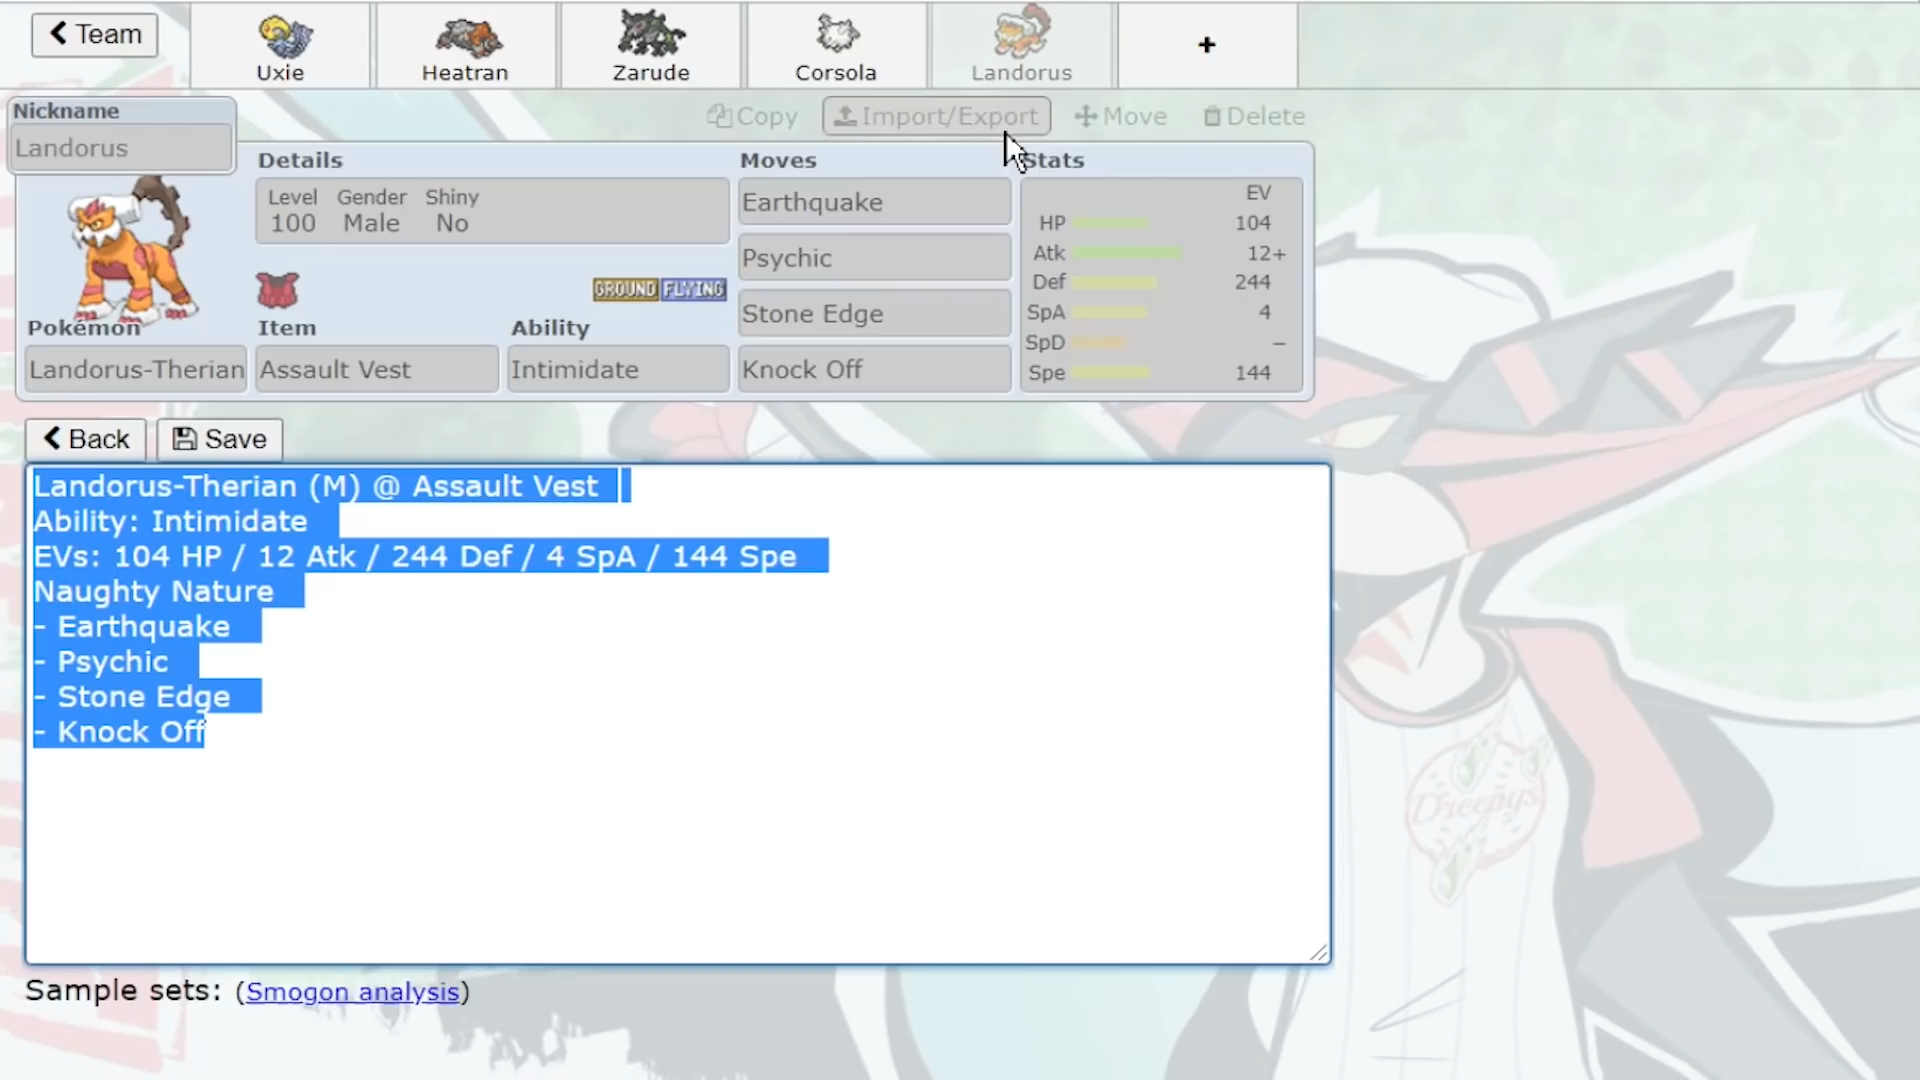 Team
Uxie
Heatran
Zarude
Corsola
Landorus
+
Nickname
Landorus
Copy
Import/Export
Move
Delete
Details
Level Gender Shiny
100 Male No
GROUND FLYING
Pokémon
Landorus-Therian
Item
Assault Vest
Ability
Intimidate
Moves
Earthquake
Psychic
Stone Edge
Knock Off
Stats
EV
HP 104
Atk 12+
Def 244
SpA 4
SpD –
Spe 144
Back
Save
Landorus-Therian (M) @ Assault Vest
Ability: Intimidate
EVs: 104 HP / 12 Atk / 244 Def / 4 SpA / 144 Spe
Naughty Nature
- Earthquake
- Psychic
- Stone Edge
- Knock Off
Dreepys
Sample sets: (Smogon analysis)